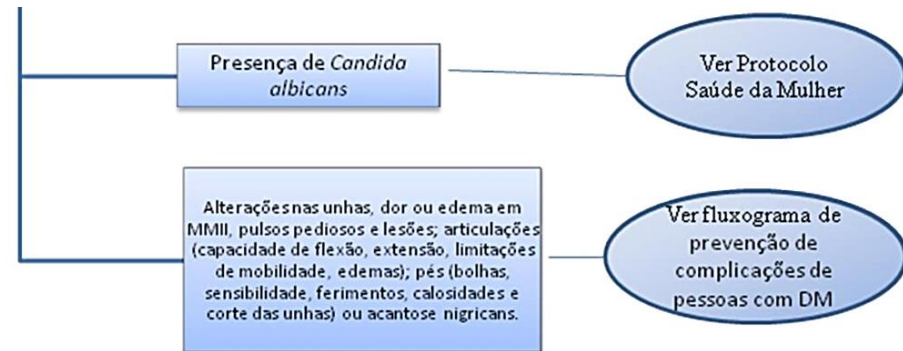 Presença de Candida
albicans
Ver Protocolo
Saúde da Mulher
Alterações nas unhas, dor ou edema em
MMII, pulsos pediosos e lesões; articulações
(capacidade de flexão, extensão, limitações
de mobilidade, edemas); pés (bolhas,
sensibilidade, ferimentos, calosidades e
corte das unhas) ou acantose nigricans.
Ver fluxograma de
prevenção de
complicações de
pessoas com DM